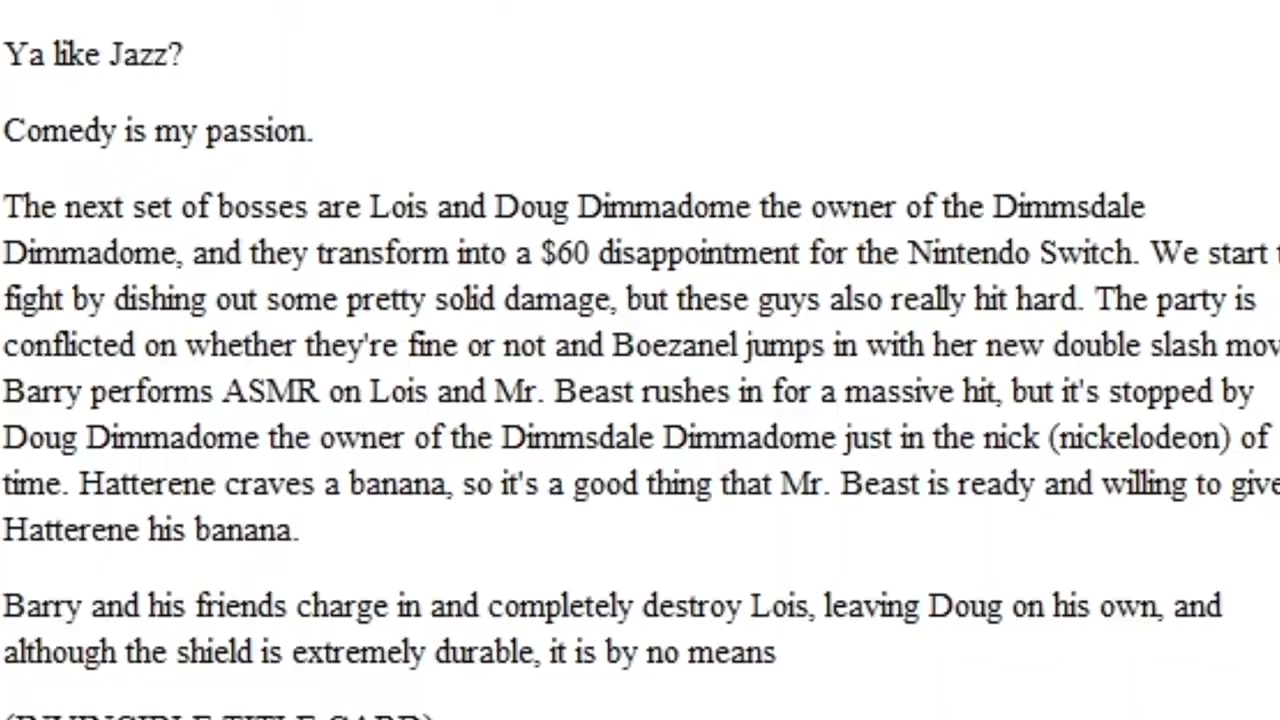 Ya like Jazz?
Comedy is my passion.
The next set of bosses are Lois and Doug Dimmadome the owner of the Dimmsdale
Dimmadome, and they transform into a $60 disappointment for the Nintendo Switch. We start
fight by dishing out some pretty solid damage, but these guys also really hit hard. The party is
conflicted on whether they're fine or not and Boezanel jumps in with her new double slash mov
Barry performs ASMR on Lois and Mr. Beast rushes in for a massive hit, but it's stopped by
Doug Dimmadome the owner of the Dimmsdale Dimmadome just in the nick (nickelodeon) of
time. Hatterene craves a banana, so it's a good thing that Mr. Beast is ready and willing to give
Hatterene his banana.
Barry and his friends charge in and completely destroy Lois, leaving Doug on his own, and
although the shield is extremely durable, it is by no means
(INVINCIBLE TITLE CARD)